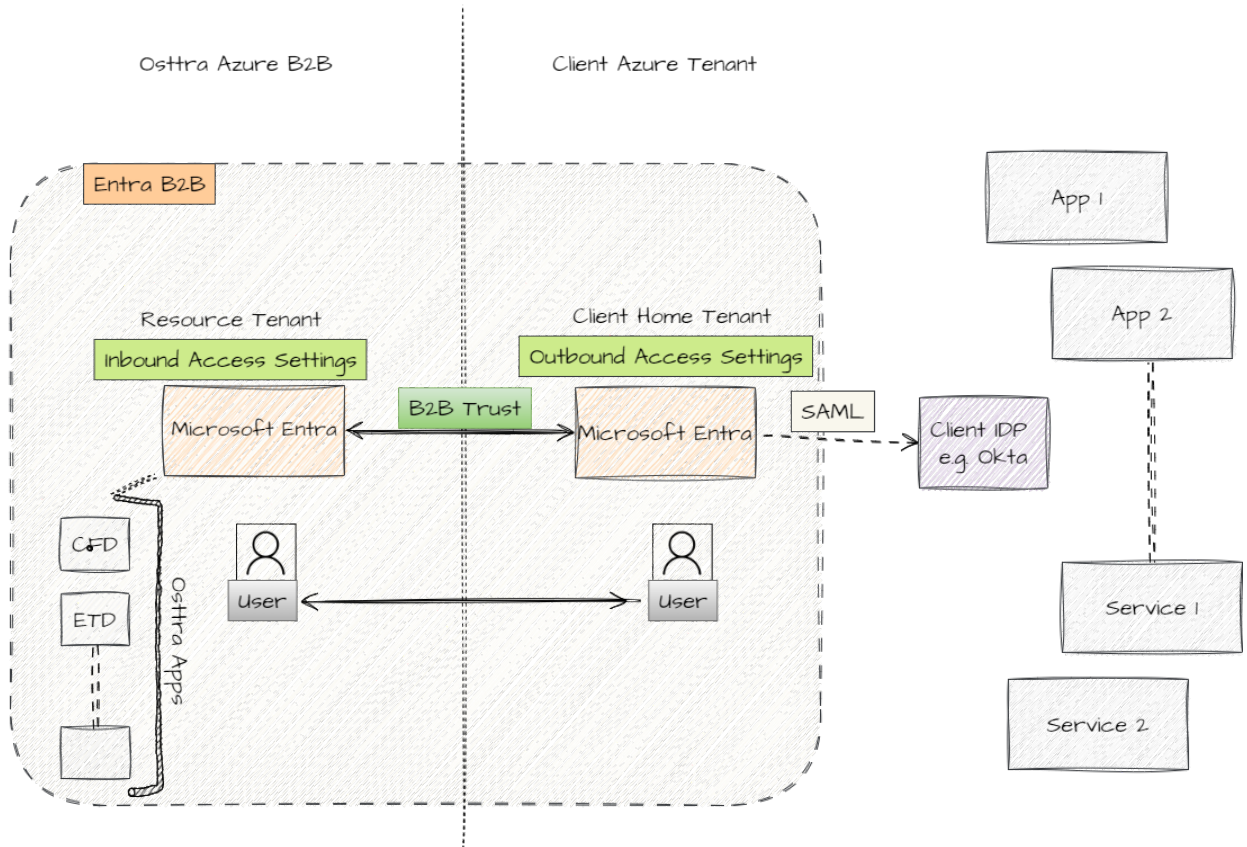 Osttra Azure B2B
Client Azure Tenant
Entra B2B
Resource Tenant
Inbound Access Settings
Microsoft Entra
B2B Trust
Client Home Tenant
Outbound Access Settings
Microsoft Entra
SAML
Client IDP
e.g. Okta
App 1
App 2
Service 1
Service 2
CFD
ETD
Osttra Apps
User
User